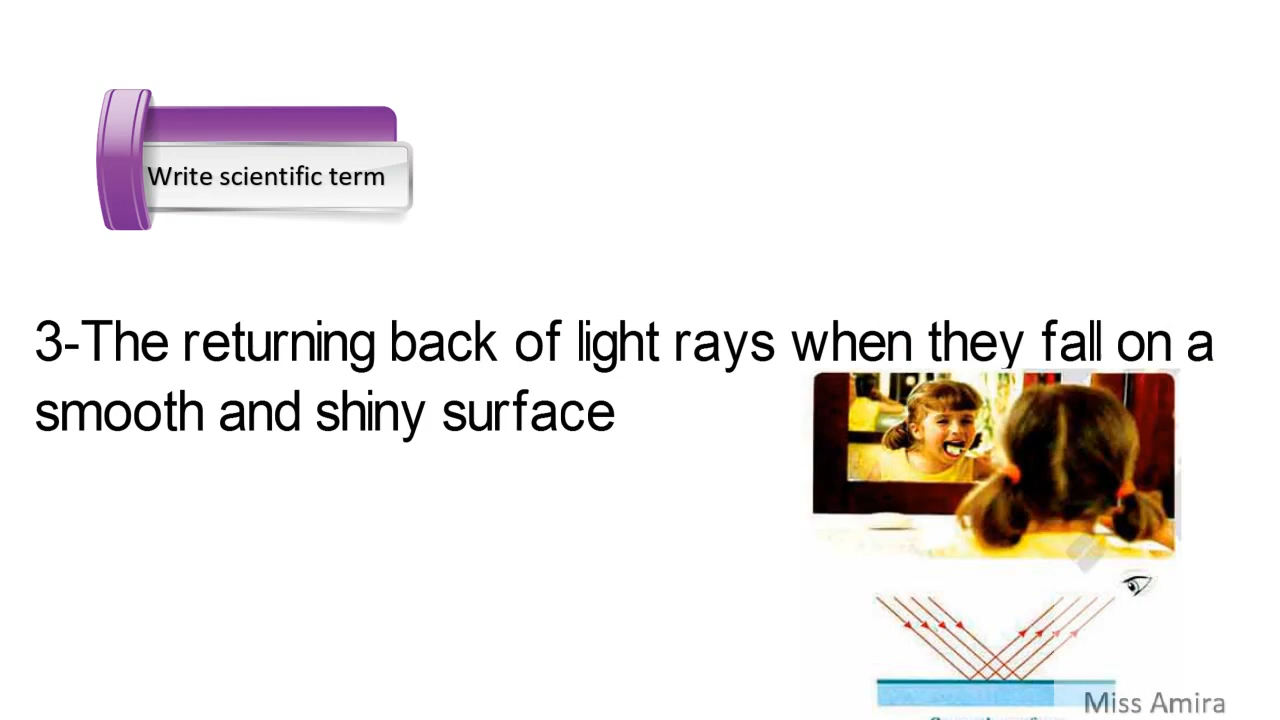 Write scientific term
3-The returning back of light rays when they fall on a
smooth and shiny surface
Miss Amira